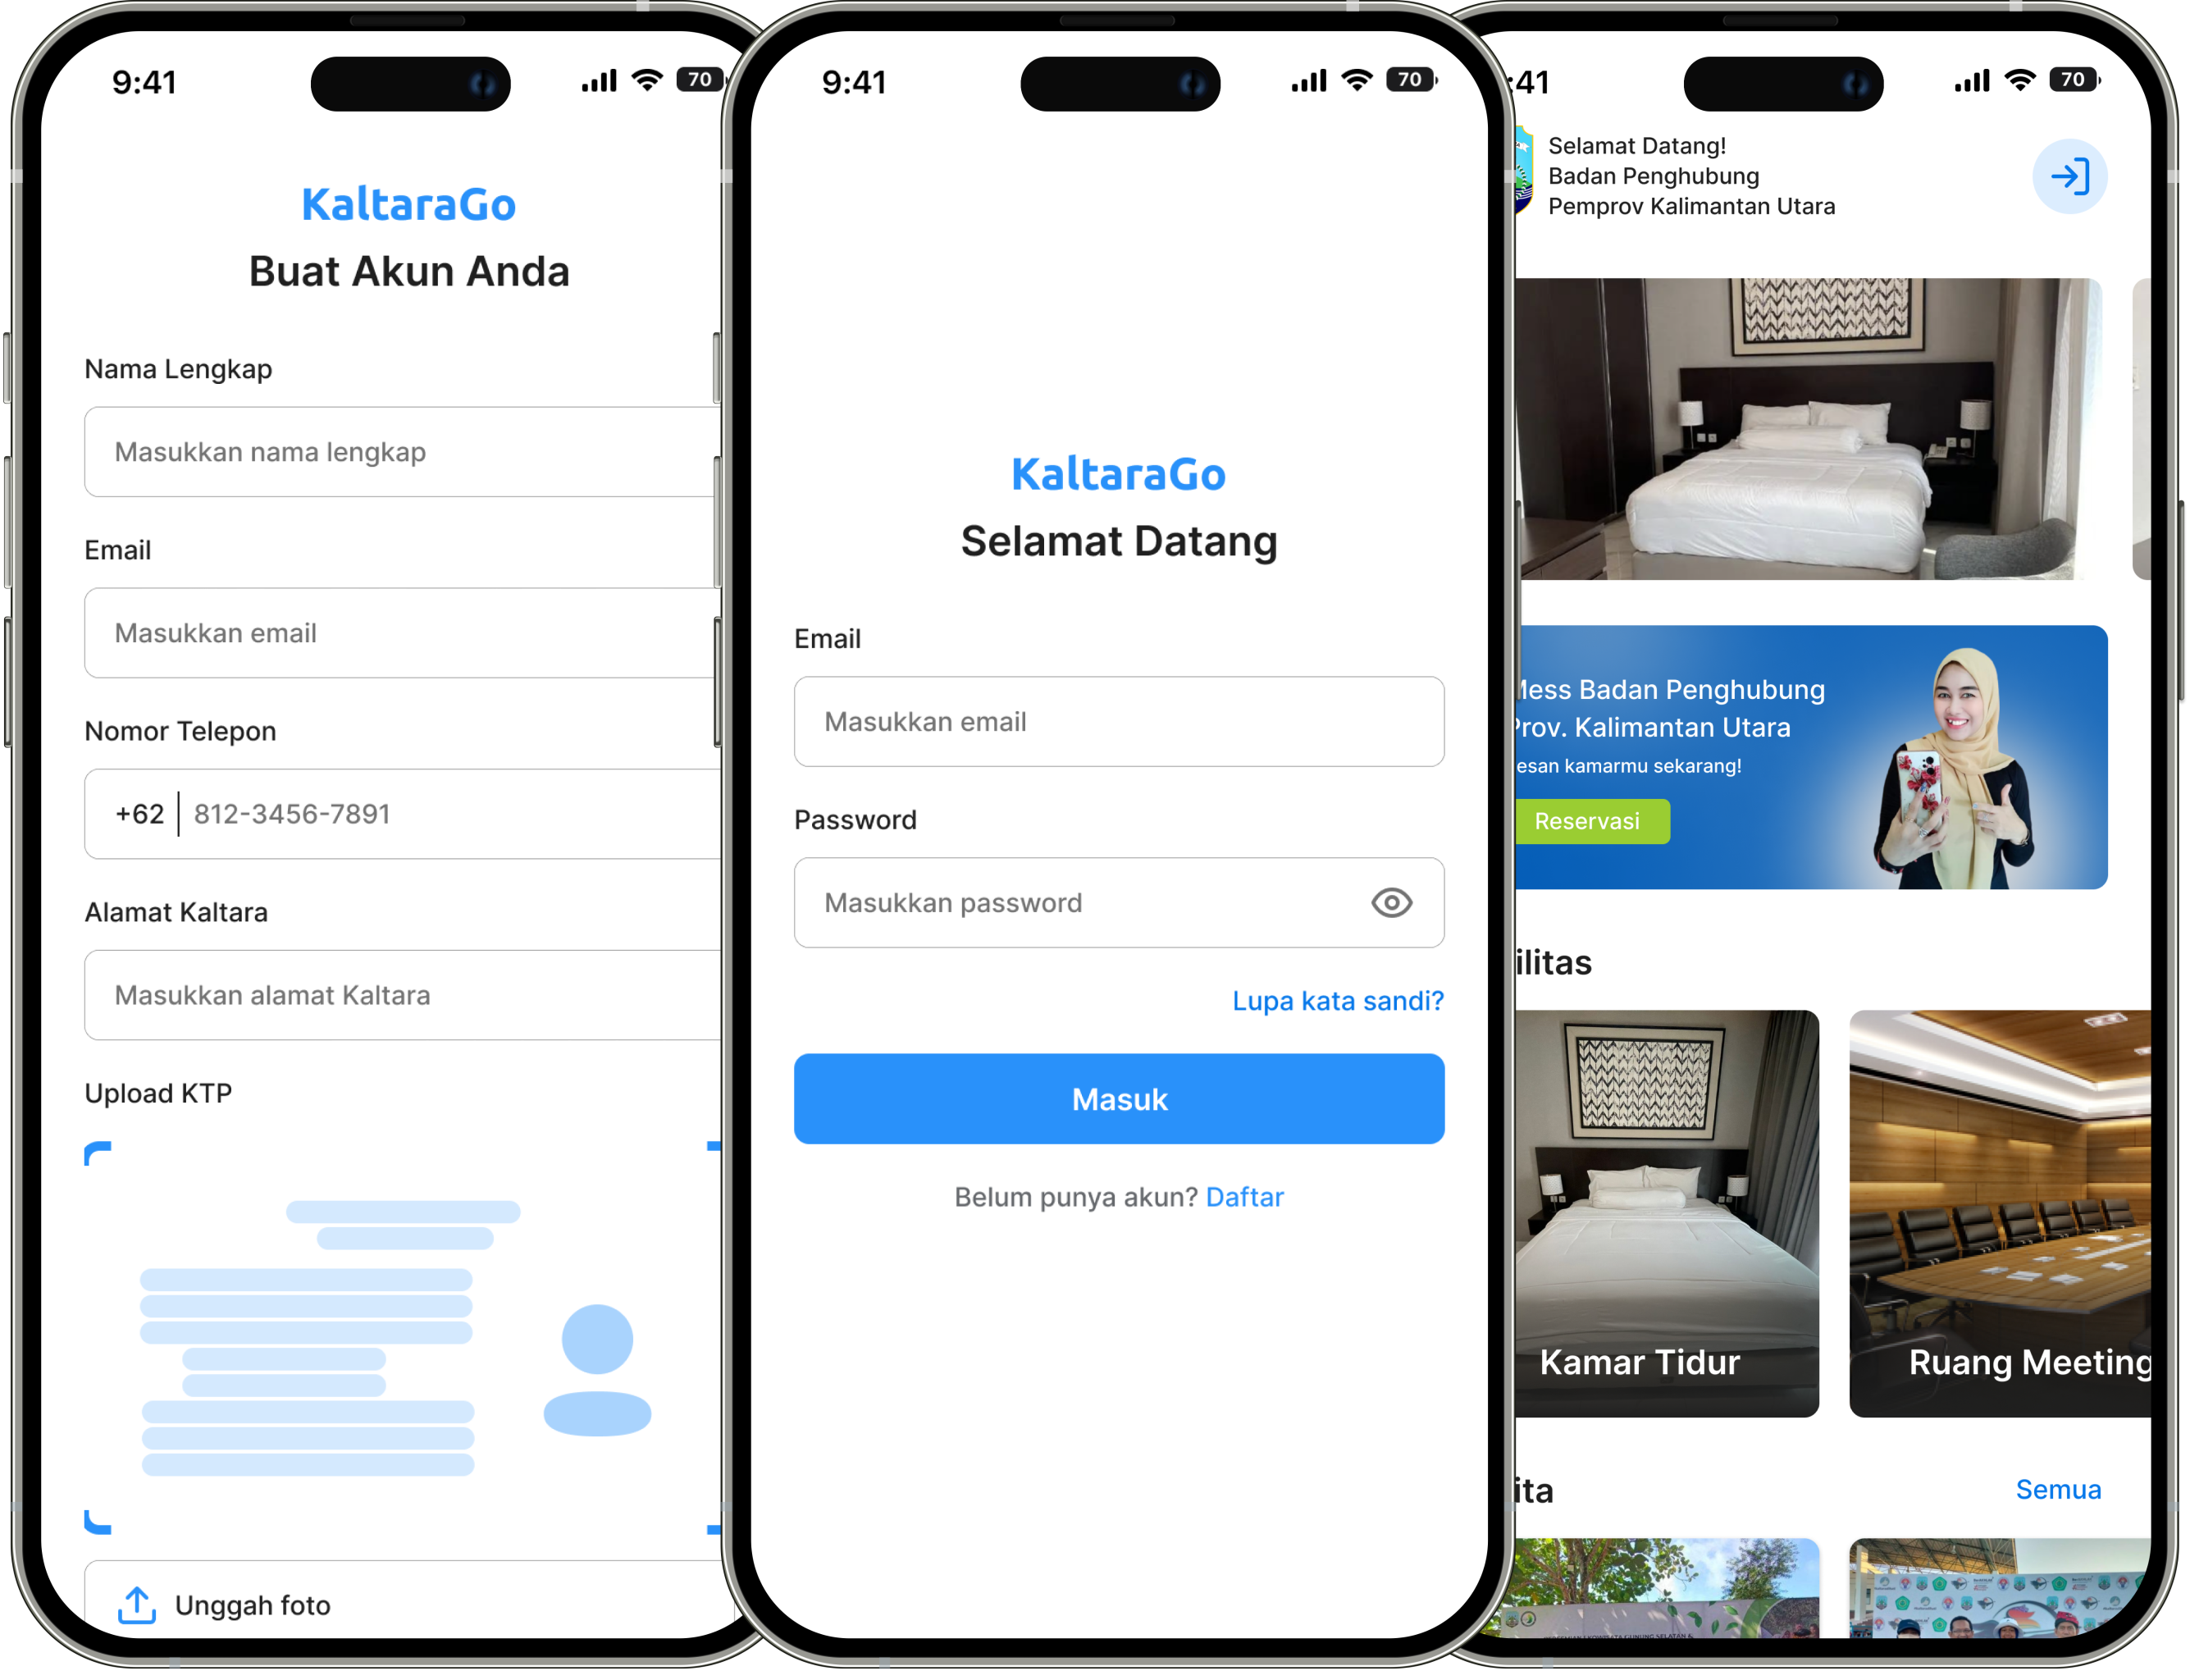 9:41
70
KaltaraGo
Buat Akun Anda
Nama Lengkap
Masukkan nama lengkap
Email
Masukkan email
Nomor Telepon
+62
812-3456-7891
Alamat Kaltara
Masukkan alamat Kaltara
Upload KTP
Unggah foto
9:41
70
KaltaraGo
Selamat Datang
Email
Masukkan email
Password
Masukkan password
Lupa kata sandi?
Masuk
Belum punya akun? Daftar
:41
70
Selamat Datang!
Badan Penghubung
Pemprov Kalimantan Utara
Mess Badan Penghubung
Prov. Kalimantan Utara
esan kamarmu sekarang!
Reservasi
ilitas
Kamar Tidur
Ruang Meeting
ita
Semua